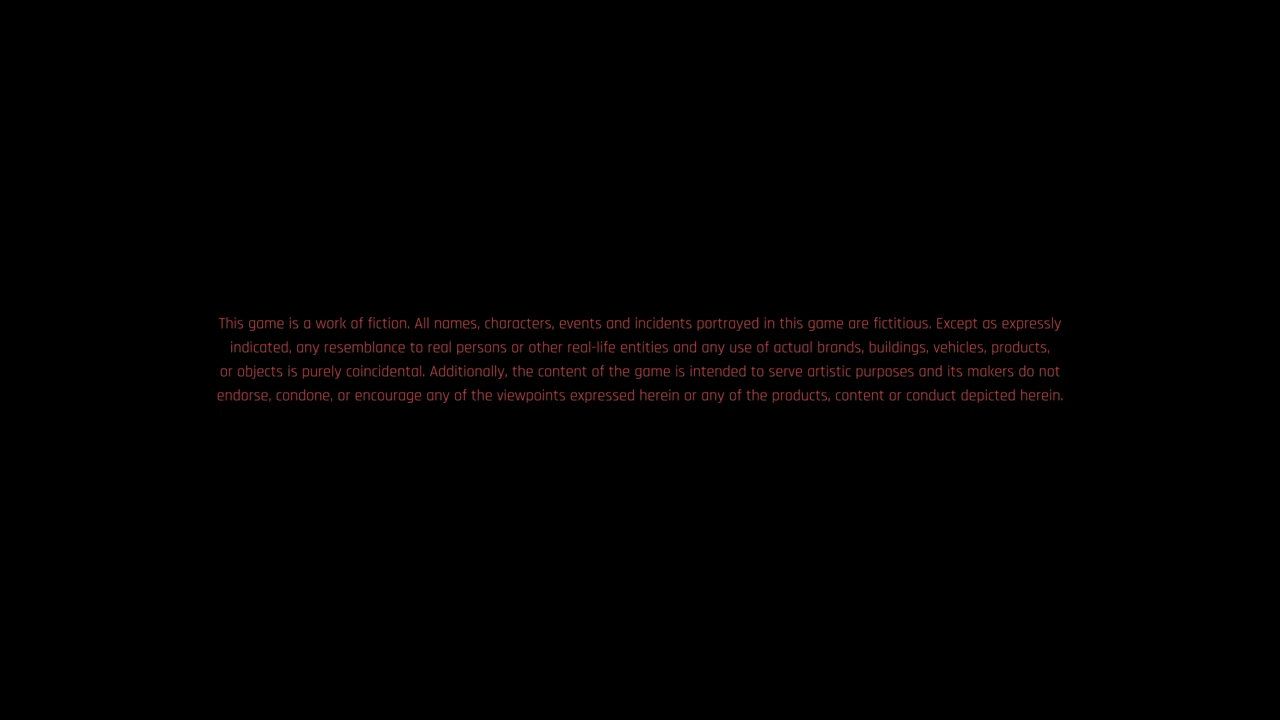 This game is a work of fiction. All names, characters, events and incidents portrayed in this game are fictitious. Except as expressly
indicated, any resemblance to real persons or other real-life entities and any use of actual brands, buildings, vehicles, products,
or objects is purely coincidental. Additionally, the content of the game is intended to serve artistic purposes and its makers do not
endorse, condone, or encourage any of the viewpoints expressed herein or any of the products, content or conduct depicted herein.